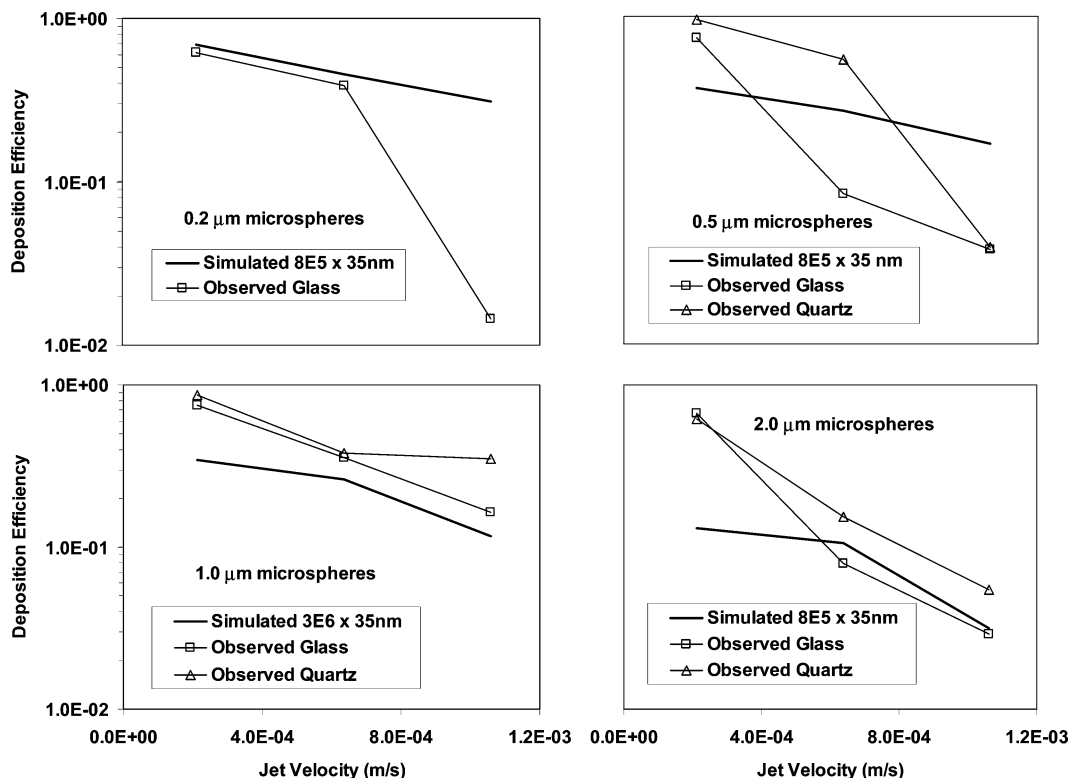 1.0E+00
1.0E-01
1.0E-02
Deposition Efficiency
0.2 μm microspheres
Simulated 8E5 x 35nm
Observed Glass
0.5 μm microspheres
Simulated 8E5 x 35 nm
Observed Glass
Observed Quartz
1.0E+00
1.0E-01
1.0E-02
Deposition Efficiency
1.0 μm microspheres
Simulated 3E6 x 35nm
Observed Glass
Observed Quartz
0.0E+00 4.0E-04 8.0E-04 1.2E-03
Jet Velocity (m/s)
2.0 μm microspheres
Simulated 8E5 x 35nm
Observed Glass
Observed Quartz
0.0E+00 4.0E-04 8.0E-04 1.2E-03
Jet Velocity (m/s)